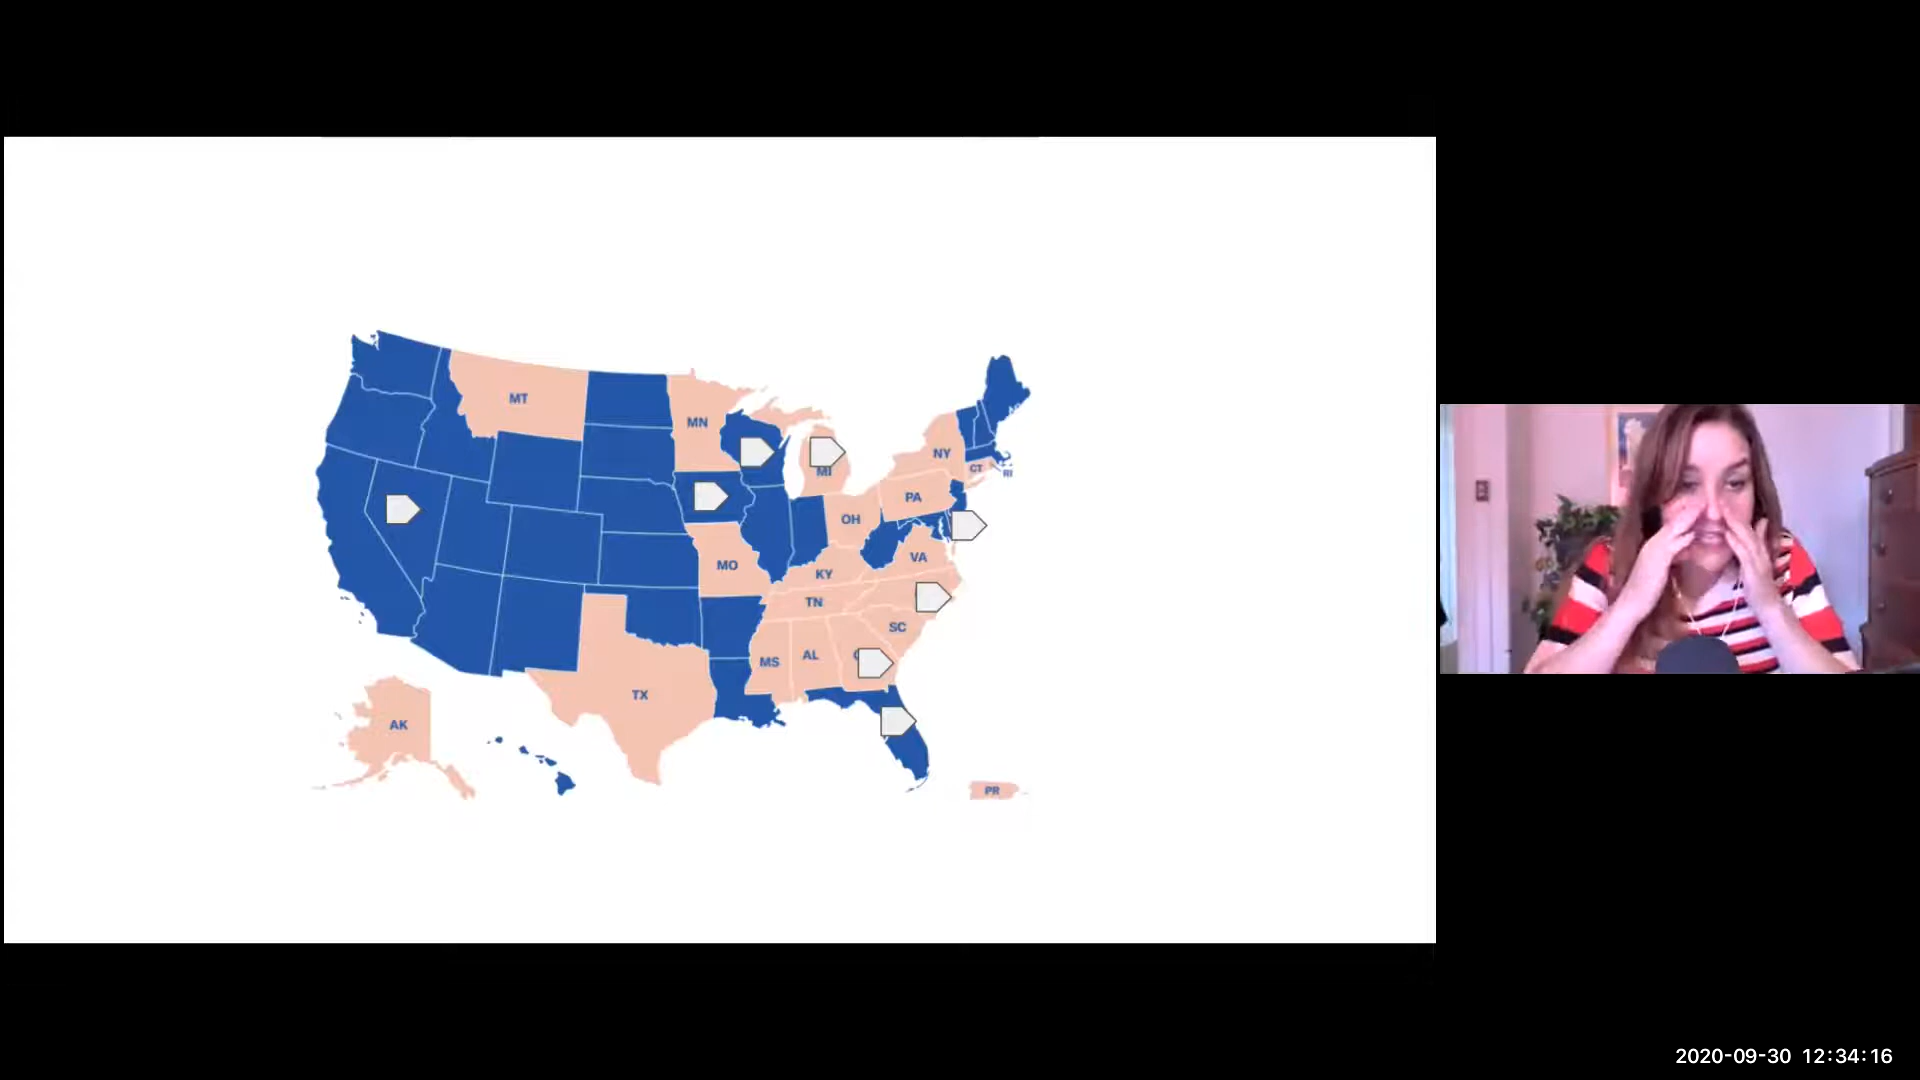 MT
MN
MI
NY
CT
RI
PA
OH
MO
VA
KY
TN
SC
MS
AL
TX
AK
PR
2020-09-30 12:34:16